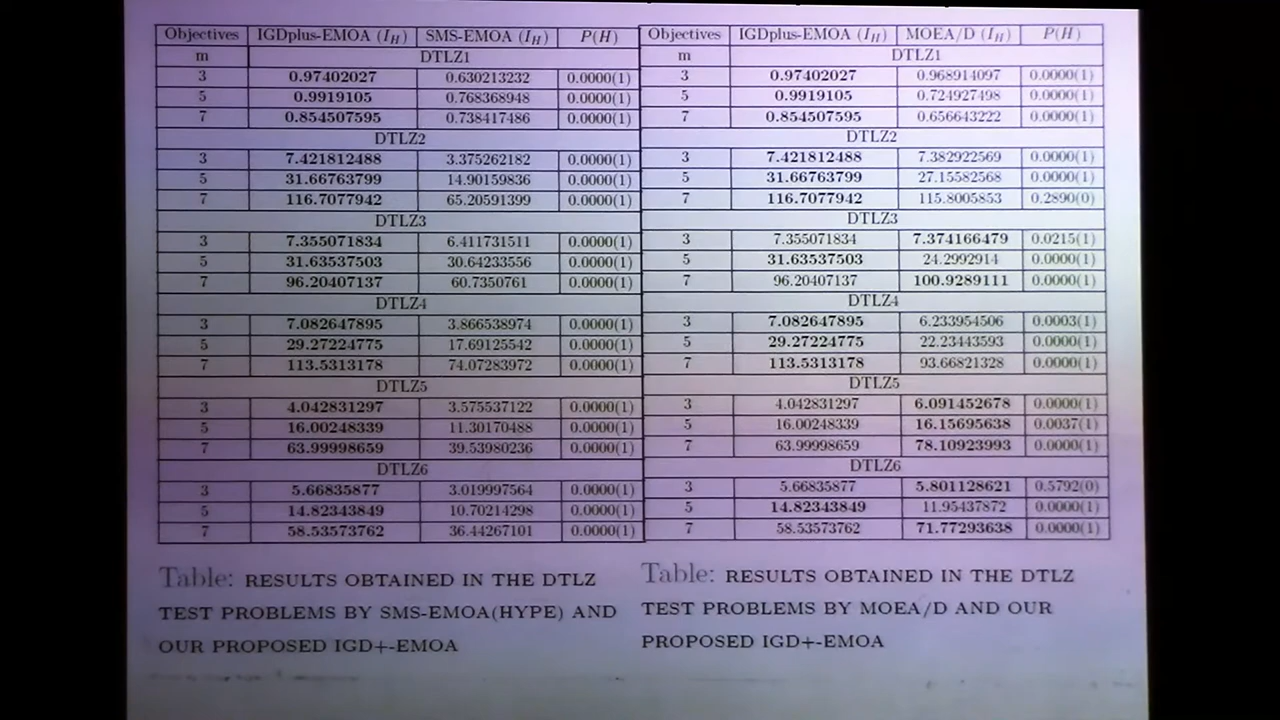 Objectives IGDplus-EMOA (I_H) SMS-EMOA (I_H) P(H)
m DTLZ1
3 0.97402027 0.630213232 0.0000(1)
5 0.9919105 0.768368948 0.0000(1)
7 0.854507595 0.738417486 0.0000(1)
DTLZ2
3 7.421812488 3.375262182 0.0000(1)
5 31.66763799 14.90159836 0.0000(1)
7 116.7077942 65.20591399 0.0000(1)
DTLZ3
3 7.355071834 6.411731511 0.0000(1)
5 31.63537503 30.64233556 0.0000(1)
7 96.20407137 60.7350761 0.0000(1)
DTLZ4
3 7.082647895 3.866538974 0.0000(1)
5 29.27224775 17.69125542 0.0000(1)
7 113.5313178 74.07283972 0.0000(1)
DTLZ5
3 4.042831297 3.575537122 0.0000(1)
5 16.00248339 11.30170488 0.0000(1)
7 63.99998659 39.53980236 0.0000(1)
DTLZ6
3 5.66835877 3.019997564 0.0000(1)
5 14.82343849 10.70214298 0.0000(1)
7 58.53573762 36.44267101 0.0000(1)
Table: RESULTS OBTAINED IN THE DTLZ
TEST PROBLEMS BY SMS-EMOA(HYPE) AND
OUR PROPOSED IGD+-EMOA
Objectives IGDplus-EMOA (I_H) MOEA/D (I_H) P(H)
m DTLZ1
3 0.97402027 0.968914097 0.0000(1)
5 0.9919105 0.724927498 0.0000(1)
7 0.854507595 0.656643222 0.0000(1)
DTLZ2
3 7.421812488 7.382922569 0.0000(1)
5 31.66763799 27.15582568 0.0000(1)
7 116.7077942 115.8005853 0.2890(0)
DTLZ3
3 7.355071834 7.374166479 0.0215(1)
5 31.63537503 24.2992914 0.0000(1)
7 96.20407137 100.9289111 0.0000(1)
DTLZ4
3 7.082647895 6.233954506 0.0003(1)
5 29.27224775 22.23443593 0.0000(1)
7 113.5313178 93.66821328 0.0000(1)
DTLZ5
3 4.042831297 6.091452678 0.0000(1)
5 16.00248339 16.15695638 0.0037(1)
7 63.99998659 78.10923993 0.0000(1)
DTLZ6
3 5.66835877 5.801128621 0.5792(0)
5 14.82343849 11.95437872 0.0000(1)
7 58.53573762 71.77293638 0.0000(1)
Table: RESULTS OBTAINED IN THE DTLZ
TEST PROBLEMS BY MOEA/D AND OUR
PROPOSED IGD+-EMOA